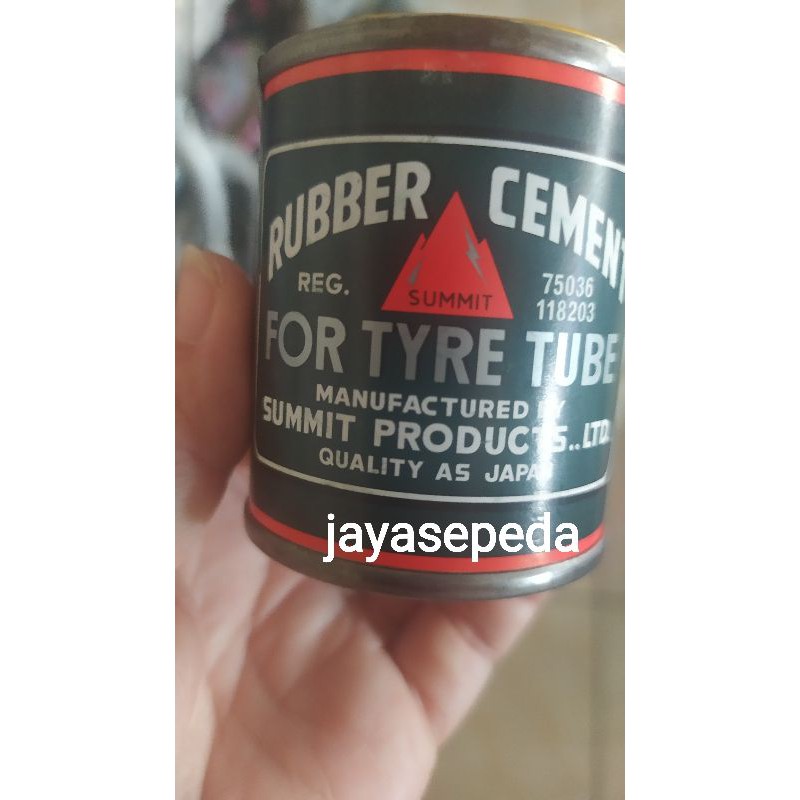 RUBBER CEMENT
SUMMIT
REG. 75036
118203
FOR TYRE TUBE
MANUFACTURED BY
SUMMIT PRODUCTS..LTD.
QUALITY AS JAPAN
jayasepeda